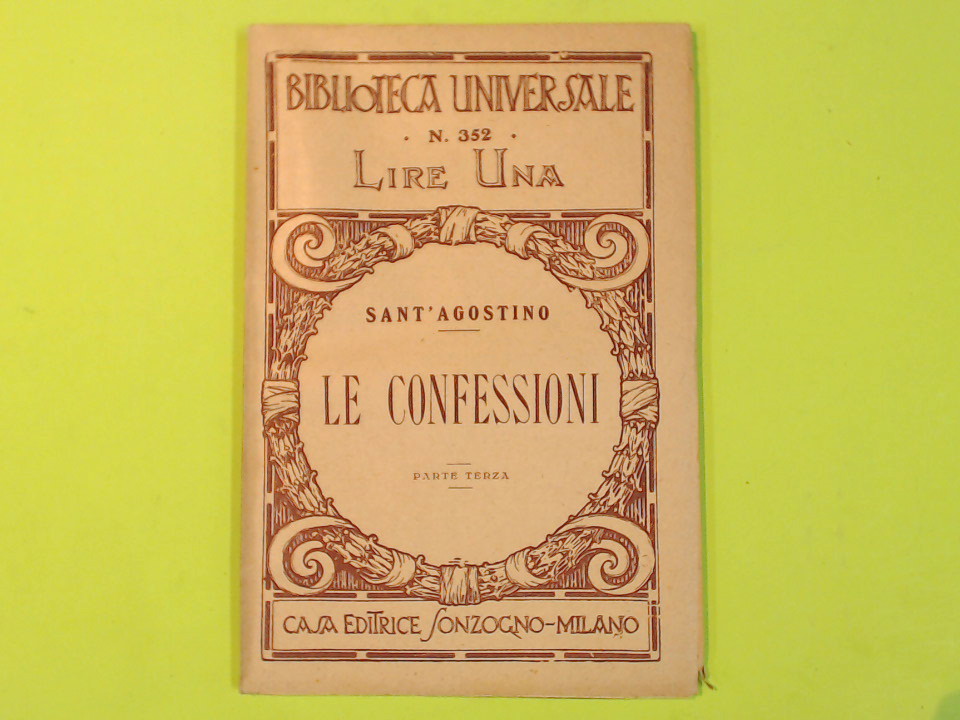 BIBLIOTECA UNIVERSALE
· N. 352 ·
LIRE UNA
SANT'AGOSTINO
LE CONFESSIONI
PARTE TERZA
CASA EDITRICE SONZOGNO-MILANO